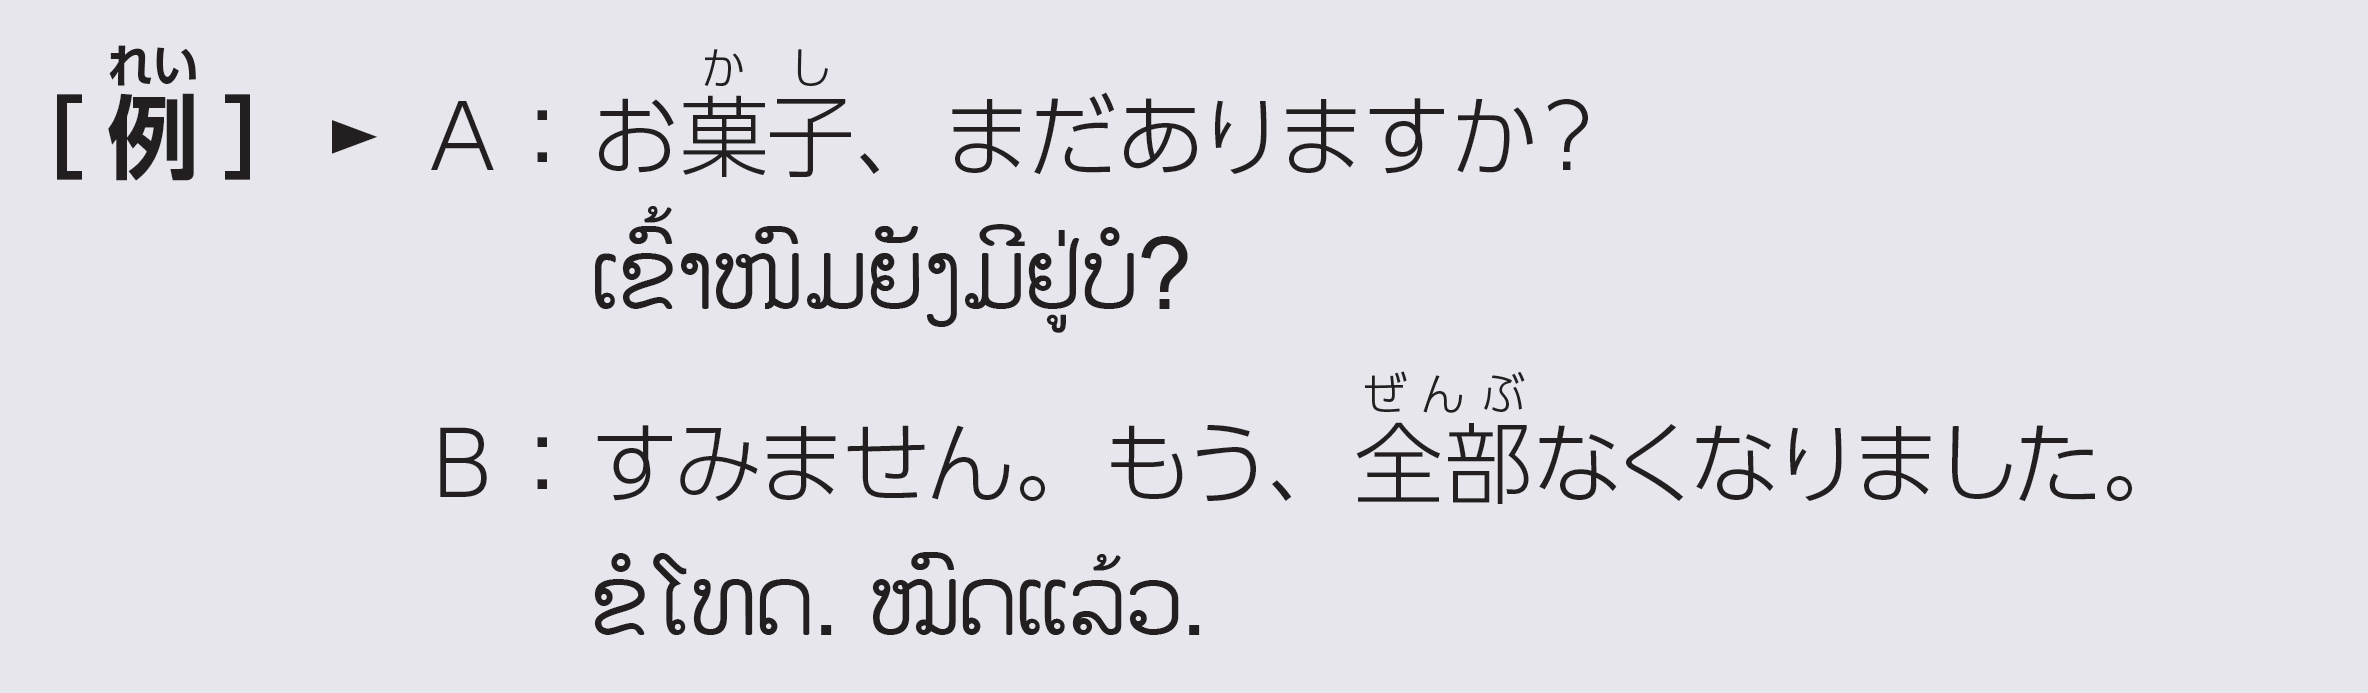 れい
[例] ► A：お菓子、まだありますか？
かし
ເຂົ້າໜົມຍັງມີຢູ່ບໍ?
ぜんぶ
B：すみません。もう、全部なくなりました。
ຂໍໂທດ. ໝົດແລ້ວ.